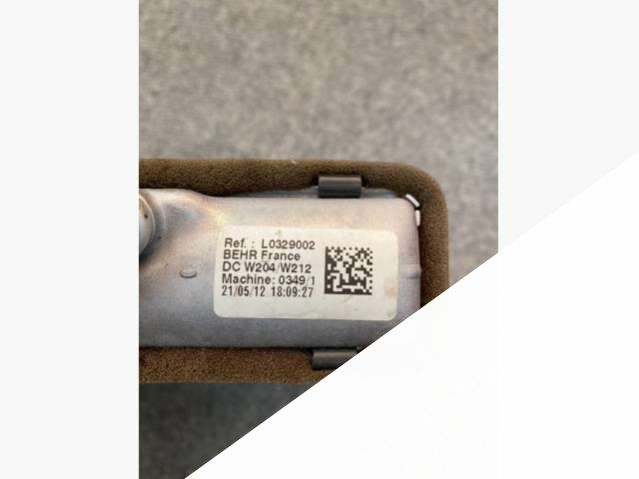 Ref. : L0329002
BEHR France
DC W204/W212
Machine: 0349/1
21/05/12 18:09:27